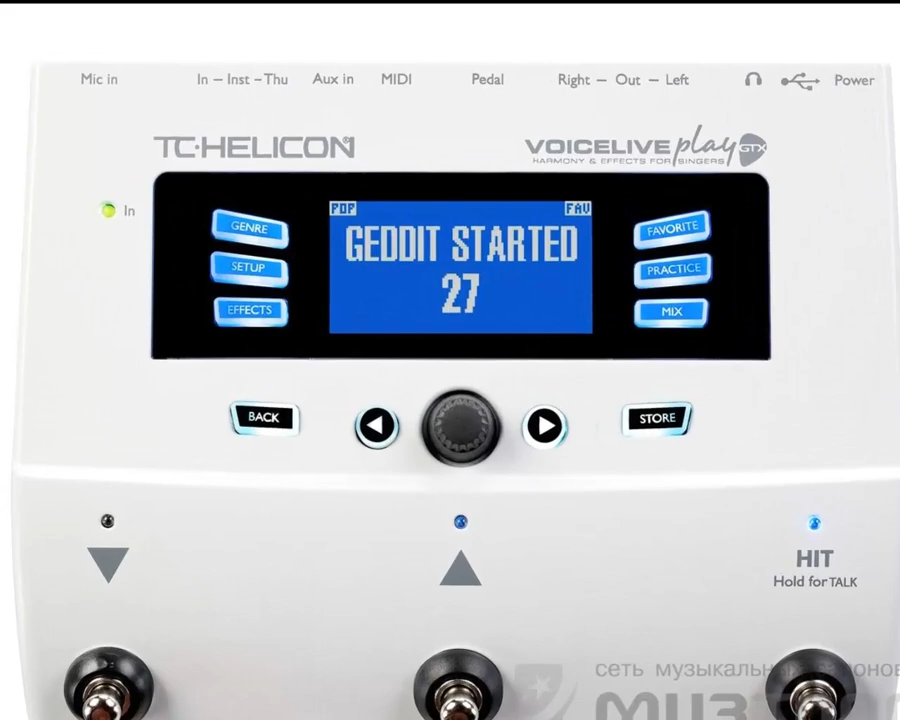 Mic in In – Inst – Thu Aux in MIDI Pedal Right – Out – Left Power
TC·HELICON
VOICELIVE play GTX
HARMONY & EFFECTS FOR SINGERS
In
GENRE
SETUP
EFFECTS
POP FAV
GEDDIT STARTED
27
FAVORITE
PRACTICE
MIX
BACK STORE
HIT
Hold for TALK
сеть музыкальн